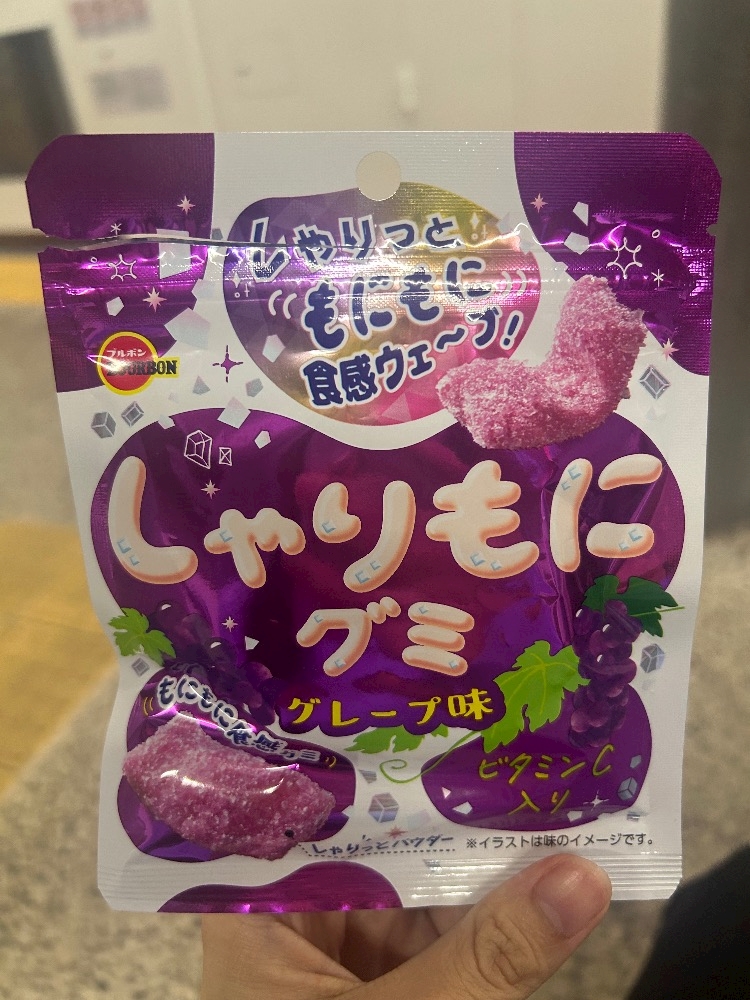 しゃりっと
もにもに
食感ウェ〜ブ!
ブルボン
BOURBON
しゃりもに
グミ
グレープ味
もにもに食感グミ
ビタミンC
入り
しゃりっとパウダー
※イラストは味のイメージです。